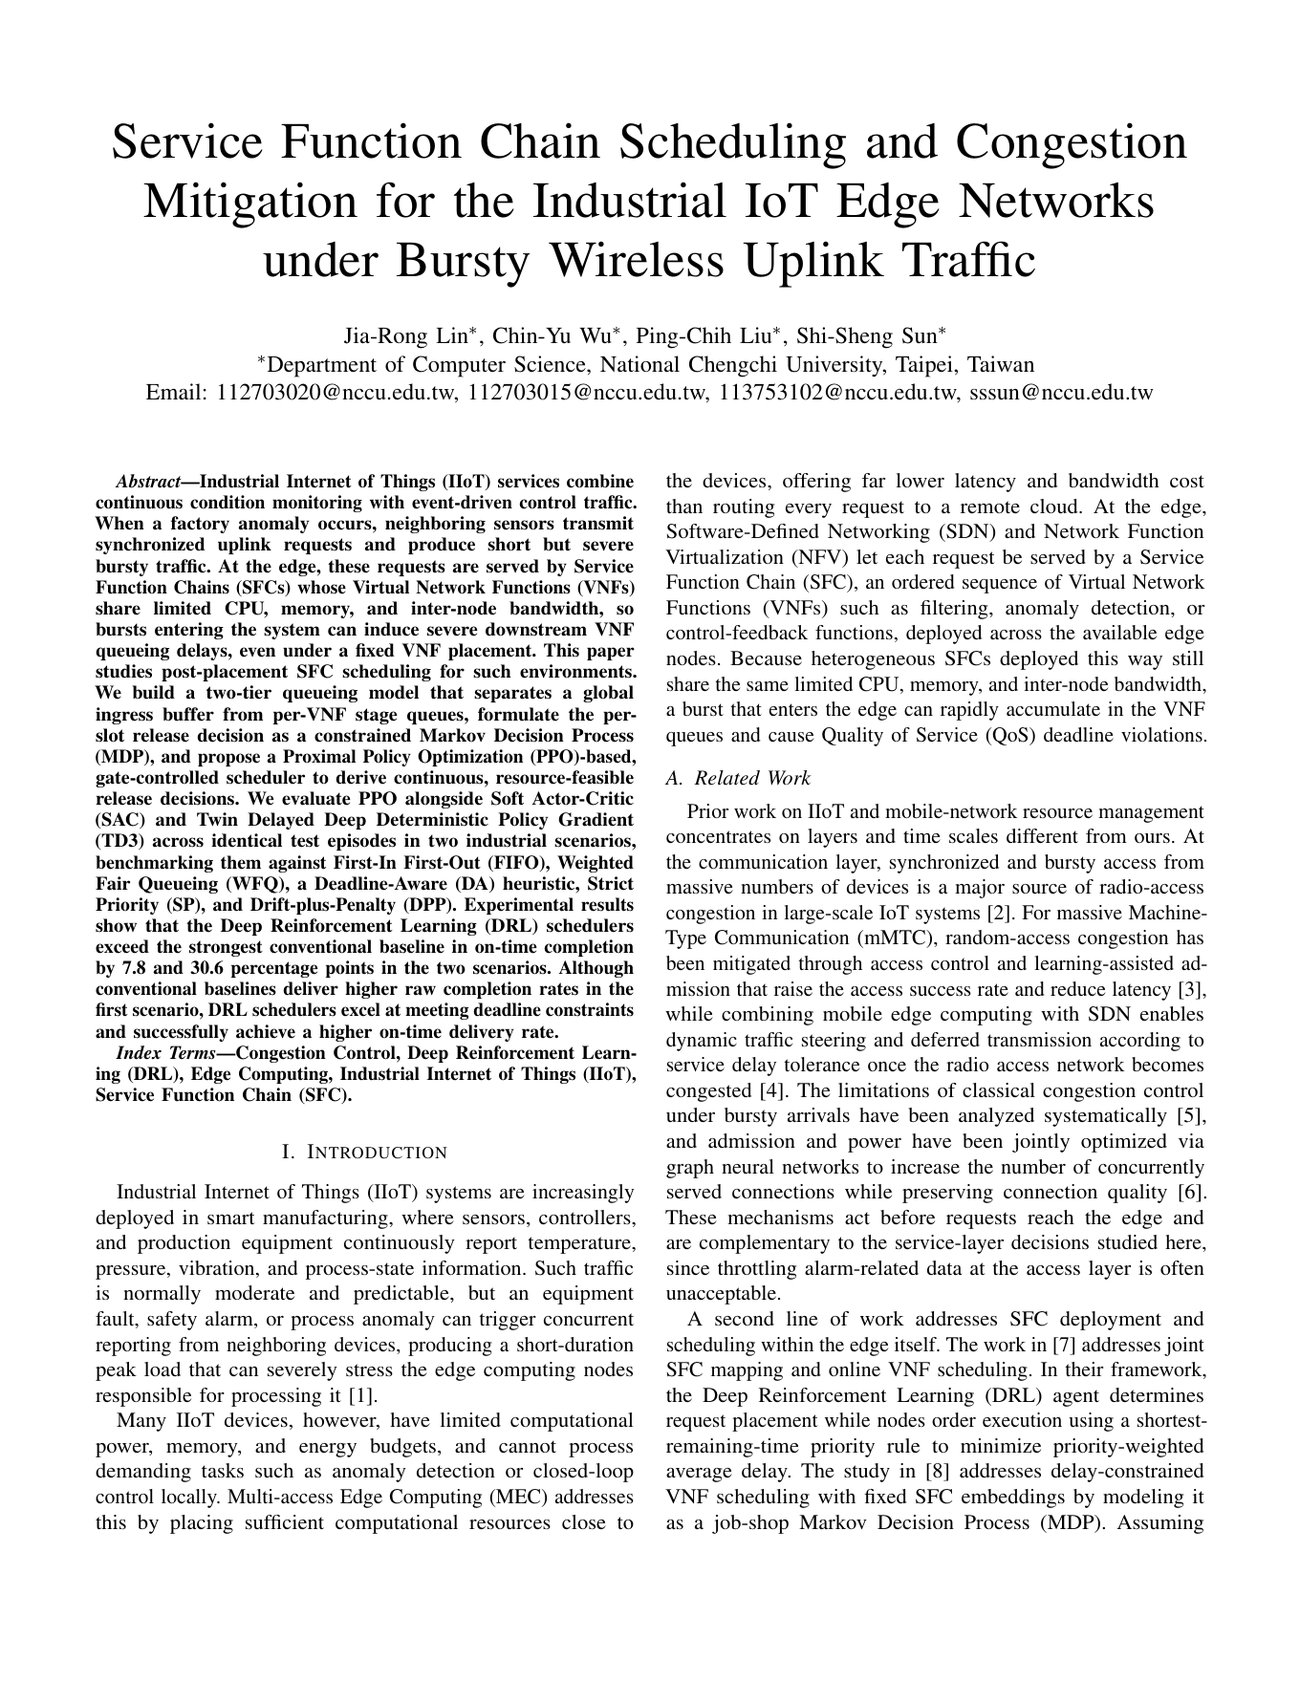 Service Function Chain Scheduling and Congestion
Mitigation for the Industrial IoT Edge Networks
under Bursty Wireless Uplink Traffic
Jia-Rong Lin*, Chin-Yu Wu*, Ping-Chih Liu*, Shi-Sheng Sun*
*Department of Computer Science, National Chengchi University, Taipei, Taiwan
Email: 112703020@nccu.edu.tw, 112703015@nccu.edu.tw, 113753102@nccu.edu.tw, sssun@nccu.edu.tw
Abstract—Industrial Internet of Things (IIoT) services combine
continuous condition monitoring with event-driven control traffic.
When a factory anomaly occurs, neighboring sensors transmit
synchronized uplink requests and produce short but severe
bursty traffic. At the edge, these requests are served by Service
Function Chains (SFCs) whose Virtual Network Functions (VNFs)
share limited CPU, memory, and inter-node bandwidth, so
bursts entering the system can induce severe downstream VNF
queueing delays, even under a fixed VNF placement. This paper
studies post-placement SFC scheduling for such environments.
We build a two-tier queueing model that separates a global
ingress buffer from per-VNF stage queues, formulate the per-
slot release decision as a constrained Markov Decision Process
(MDP), and propose a Proximal Policy Optimization (PPO)-based,
gate-controlled scheduler to derive continuous, resource-feasible
release decisions. We evaluate PPO alongside Soft Actor-Critic
(SAC) and Twin Delayed Deep Deterministic Policy Gradient
(TD3) across identical test episodes in two industrial scenarios,
benchmarking them against First-In First-Out (FIFO), Weighted
Fair Queueing (WFQ), a Deadline-Aware (DA) heuristic, Strict
Priority (SP), and Drift-plus-Penalty (DPP). Experimental results
show that the Deep Reinforcement Learning (DRL) schedulers
exceed the strongest conventional baseline in on-time completion
by 7.8 and 30.6 percentage points in the two scenarios. Although
conventional baselines deliver higher raw completion rates in the
first scenario, DRL schedulers excel at meeting deadline constraints
and successfully achieve a higher on-time delivery rate.
Index Terms—Congestion Control, Deep Reinforcement Learn-
ing (DRL), Edge Computing, Industrial Internet of Things (IIoT),
Service Function Chain (SFC).
I. INTRODUCTION
Industrial Internet of Things (IIoT) systems are increasingly
deployed in smart manufacturing, where sensors, controllers,
and production equipment continuously report temperature,
pressure, vibration, and process-state information. Such traffic
is normally moderate and predictable, but an equipment
fault, safety alarm, or process anomaly can trigger concurrent
reporting from neighboring devices, producing a short-duration
peak load that can severely stress the edge computing nodes
responsible for processing it [1].
Many IIoT devices, however, have limited computational
power, memory, and energy budgets, and cannot process
demanding tasks such as anomaly detection or closed-loop
control locally. Multi-access Edge Computing (MEC) addresses
this by placing sufficient computational resources close to
the devices, offering far lower latency and bandwidth cost
than routing every request to a remote cloud. At the edge,
Software-Defined Networking (SDN) and Network Function
Virtualization (NFV) let each request be served by a Service
Function Chain (SFC), an ordered sequence of Virtual Network
Functions (VNFs) such as filtering, anomaly detection, or
control-feedback functions, deployed across the available edge
nodes. Because heterogeneous SFCs deployed this way still
share the same limited CPU, memory, and inter-node bandwidth,
a burst that enters the edge can rapidly accumulate in the VNF
queues and cause Quality of Service (QoS) deadline violations.
A. Related Work
Prior work on IIoT and mobile-network resource management
concentrates on layers and time scales different from ours. At
the communication layer, synchronized and bursty access from
massive numbers of devices is a major source of radio-access
congestion in large-scale IoT systems [2]. For massive Machine-
Type Communication (mMTC), random-access congestion has
been mitigated through access control and learning-assisted ad-
mission that raise the access success rate and reduce latency [3],
while combining mobile edge computing with SDN enables
dynamic traffic steering and deferred transmission according to
service delay tolerance once the radio access network becomes
congested [4]. The limitations of classical congestion control
under bursty arrivals have been analyzed systematically [5],
and admission and power have been jointly optimized via
graph neural networks to increase the number of concurrently
served connections while preserving connection quality [6].
These mechanisms act before requests reach the edge and
are complementary to the service-layer decisions studied here,
since throttling alarm-related data at the access layer is often
unacceptable.
A second line of work addresses SFC deployment and
scheduling within the edge itself. The work in [7] addresses joint
SFC mapping and online VNF scheduling. In their framework,
the Deep Reinforcement Learning (DRL) agent determines
request placement while nodes order execution using a shortest-
remaining-time priority rule to minimize priority-weighted
average delay. The study in [8] addresses delay-constrained
VNF scheduling with fixed SFC embeddings by modeling it
as a job-shop Markov Decision Process (MDP). Assuming